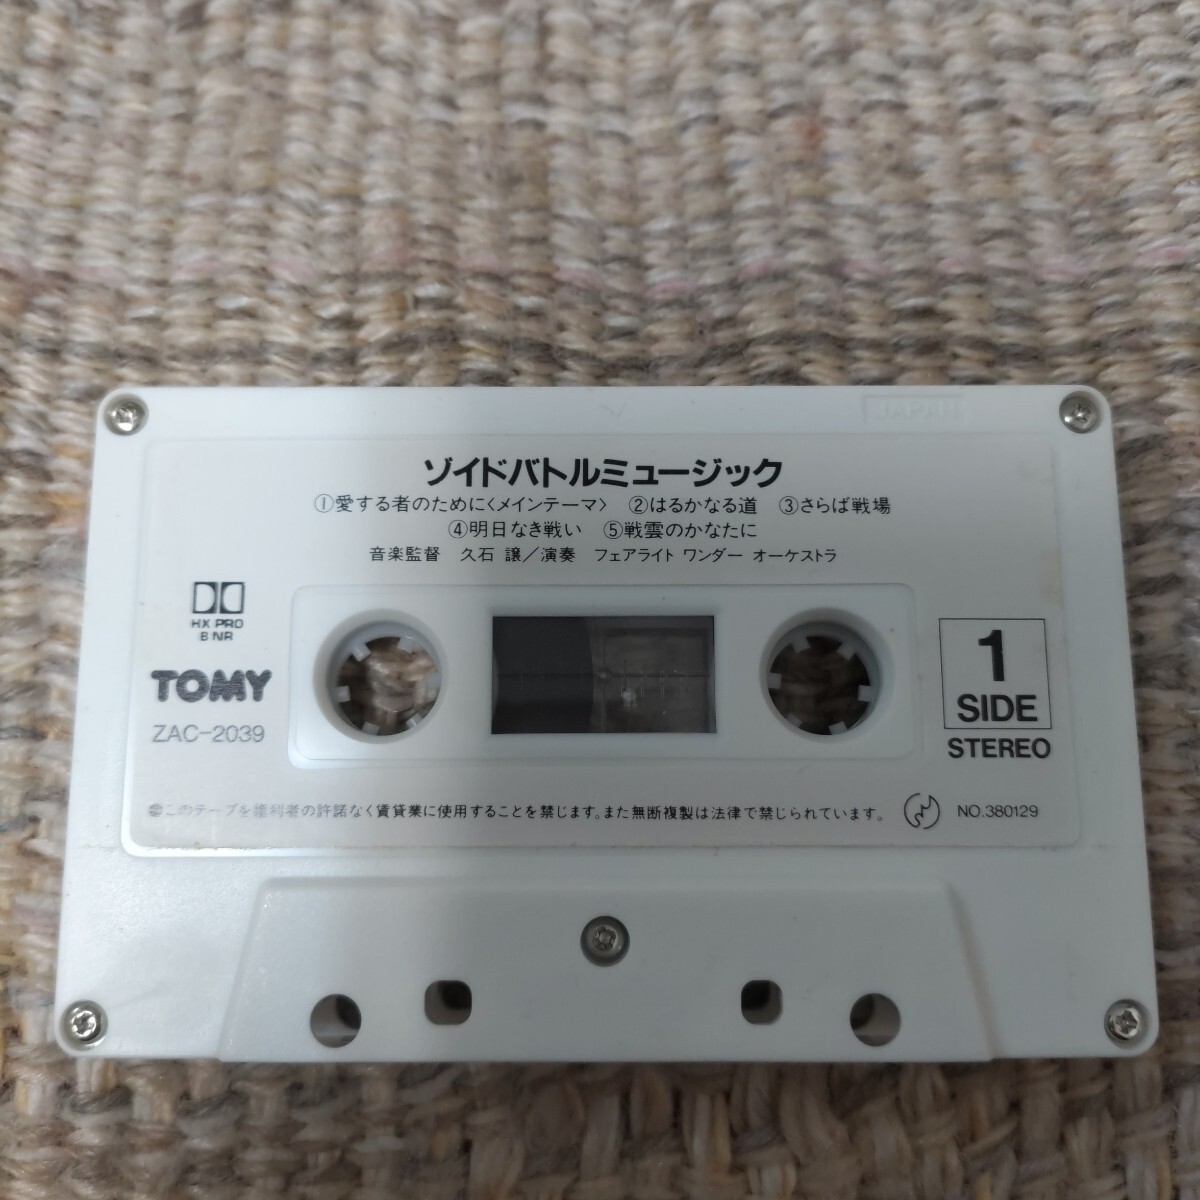 JAPAN
ゾイドバトルミュージック
①愛する者のために〈メインテーマ〉 ②はるかなる道 ③さらば戦場
④明日なき戦い ⑤戦雲のかなたに
音楽監督 久石 譲／演奏 フェアライト ワンダー オーケストラ
HX PRO
B NR
TOMY
ZAC-2039
1
SIDE
STEREO
このテープを権利者の許諾なく賃貸業に使用することを禁じます。また無断複製は法律で禁じられています。
NO.380129